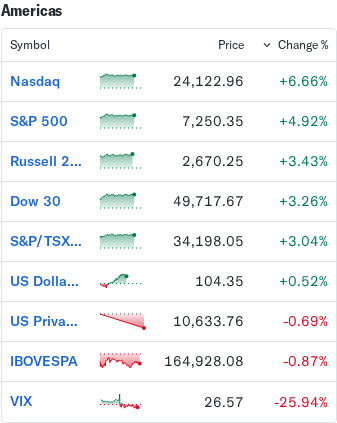 Americas
Symbol Price Change %
Nasdaq 24,122.96 +6.66%
S&P 500 7,250.35 +4.92%
Russell 2... 2,670.25 +3.43%
Dow 30 49,717.67 +3.26%
S&P/TSX... 34,198.05 +3.04%
US Dolla... 104.35 +0.52%
US Priva... 10,633.76 -0.69%
IBOVESPA 164,928.08 -0.87%
VIX 26.57 -25.94%